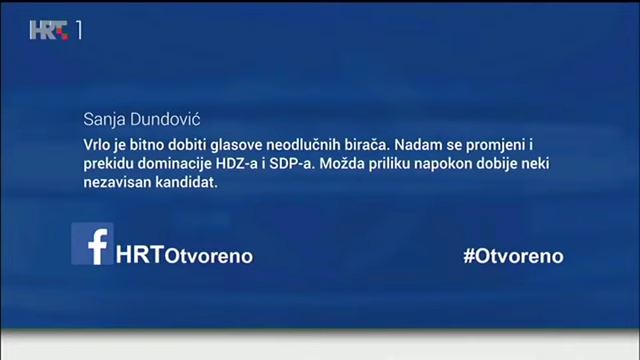 HRT 1
Sanja Dundović
Vrlo je bitno dobiti glasove neodlučnih birača. Nadam se promjeni i
prekidu dominacije HDZ-a i SDP-a. Možda priliku napokon dobije neki
nezavisan kandidat.
f HRTOtvoreno #Otvoreno